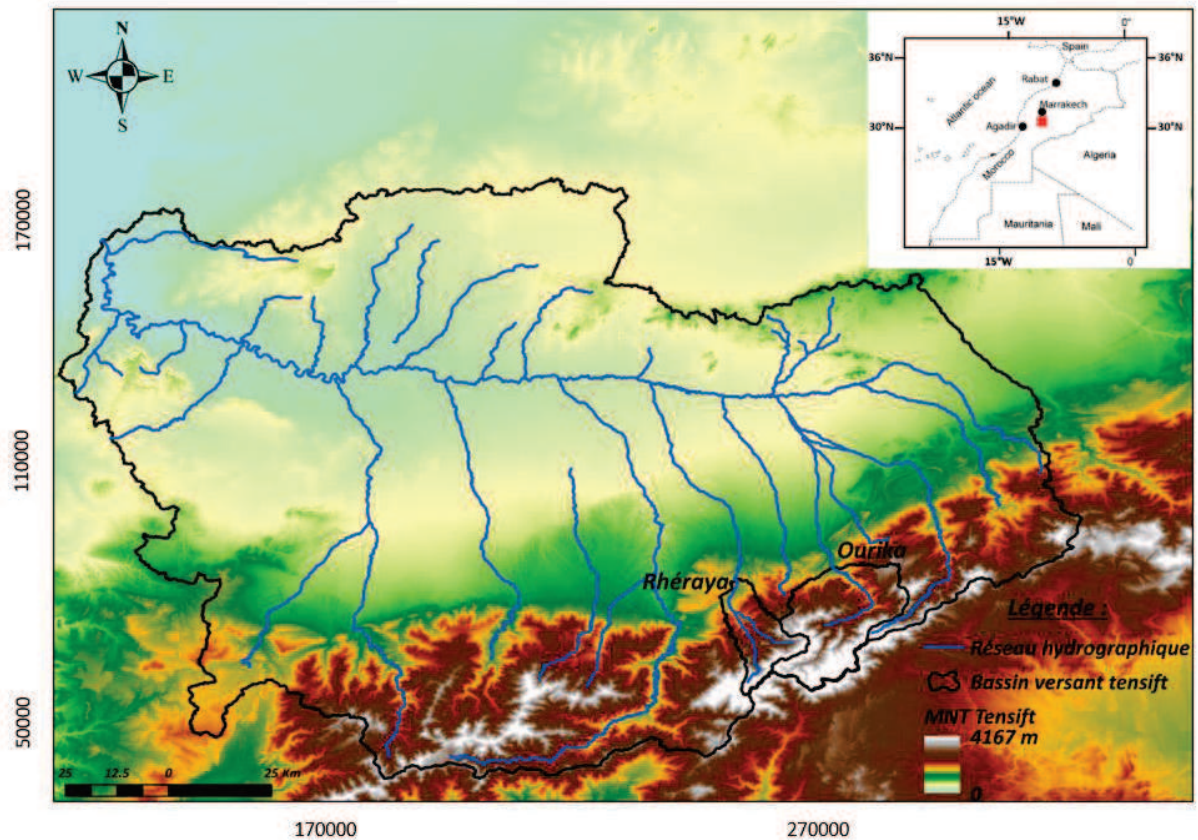 N
W
E
S
15°W
0°
36°N
36°N
Spain
Rabat
Atlantic ocean
Marrakech
30°N
30°N
Agadir
Algeria
Morocco
Mauritania
Mali
15°W
0
170000
110000
50000
Ourika
Rhéraya
Légende :
Réseau hydrographique
Bassin versant tensift
MNT Tensift
4167 m
0
25
12.5
0
25 Km
170000
270000